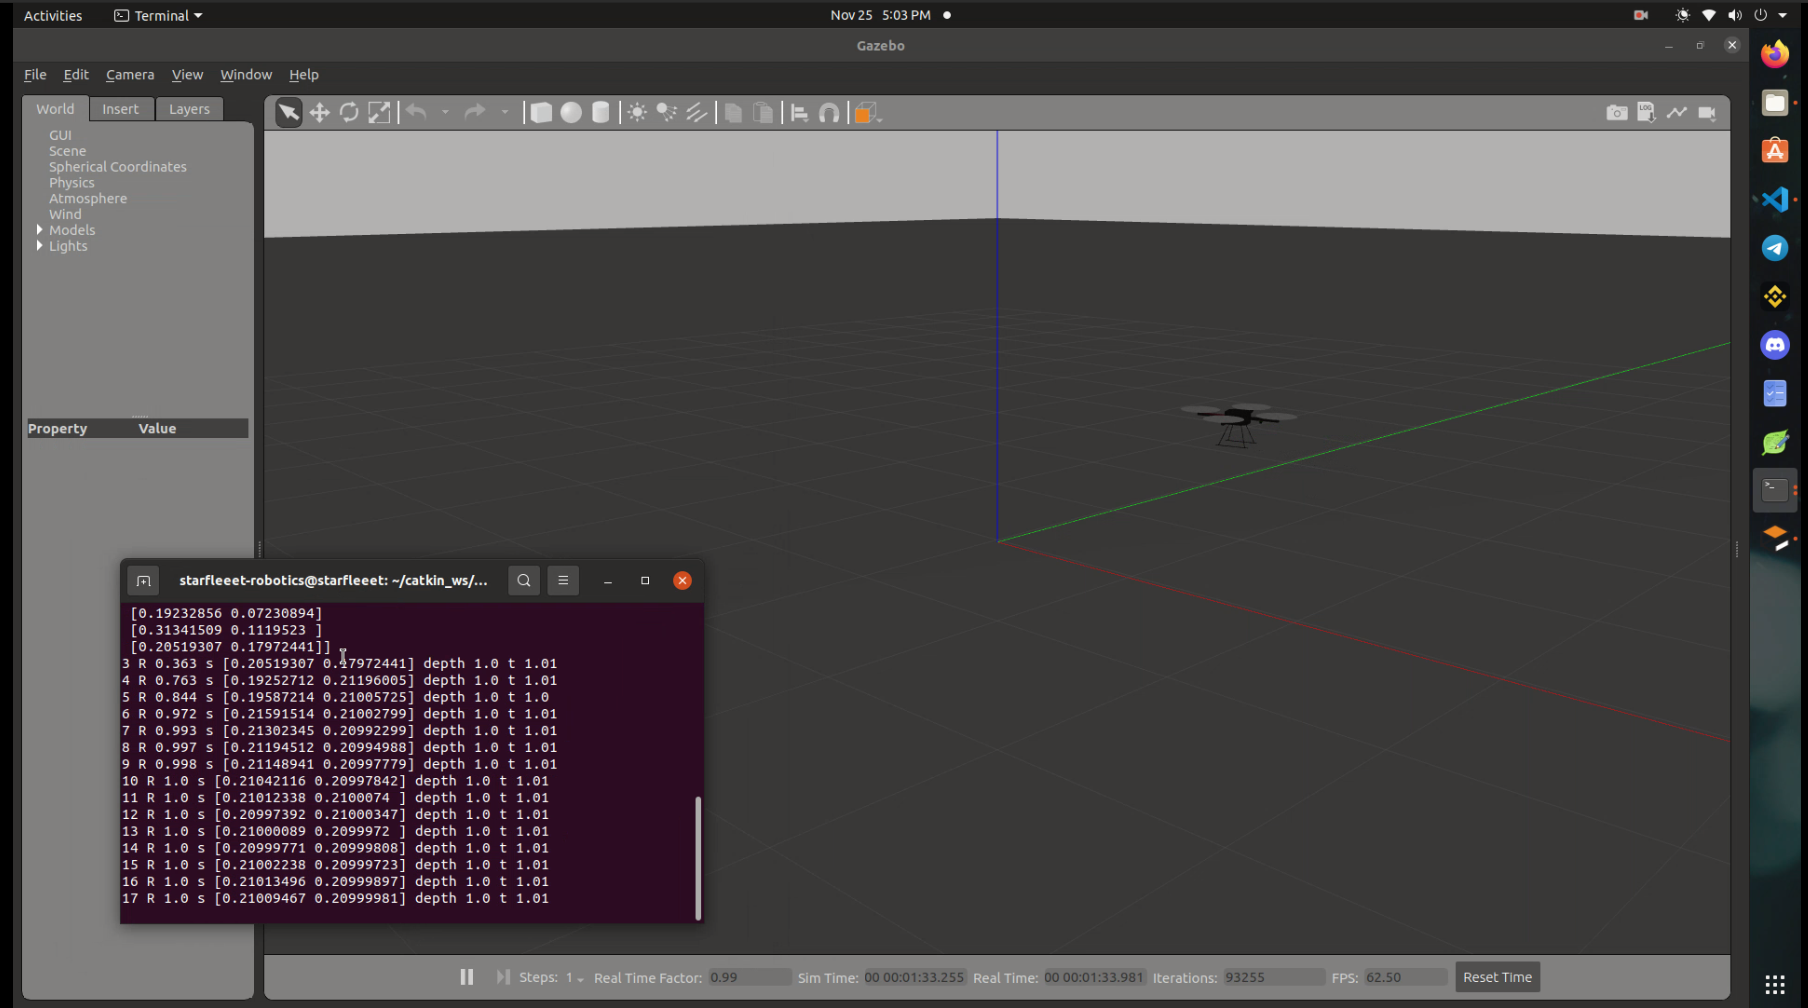 Activities Terminal Nov 25 5:03 PM
Gazebo
File Edit Camera View Window Help
World Insert Layers
LOG
GUI
Scene
Spherical Coordinates
Physics
Atmosphere
Wind
Models
Lights
Property Value
starfleeet-robotics@starfleeet: ~/catkin_ws/...
[0.19232856 0.07230894]
[0.31341509 0.1119523 ]
[0.20519307 0.17972441]]
3 R 0.363 s [0.20519307 0.17972441] depth 1.0 t 1.01
4 R 0.763 s [0.19252712 0.21196005] depth 1.0 t 1.01
5 R 0.844 s [0.19587214 0.21005725] depth 1.0 t 1.0
6 R 0.972 s [0.21591514 0.21002799] depth 1.0 t 1.01
7 R 0.993 s [0.21302345 0.20992299] depth 1.0 t 1.01
8 R 0.997 s [0.21194512 0.20994988] depth 1.0 t 1.01
9 R 0.998 s [0.21148941 0.20997779] depth 1.0 t 1.01
10 R 1.0 s [0.21042116 0.20997842] depth 1.0 t 1.01
11 R 1.0 s [0.21012338 0.2100074 ] depth 1.0 t 1.01
12 R 1.0 s [0.20997392 0.21000347] depth 1.0 t 1.01
13 R 1.0 s [0.21000089 0.2099972 ] depth 1.0 t 1.01
14 R 1.0 s [0.20999771 0.20999808] depth 1.0 t 1.01
15 R 1.0 s [0.21002238 0.20999723] depth 1.0 t 1.01
16 R 1.0 s [0.21013496 0.20999897] depth 1.0 t 1.01
17 R 1.0 s [0.21009467 0.20999981] depth 1.0 t 1.01
Steps: 1 Real Time Factor: 0.99 Sim Time: 00 00:01:33.255 Real Time: 00 00:01:33.981 Iterations: 93255 FPS: 62.50 Reset Time